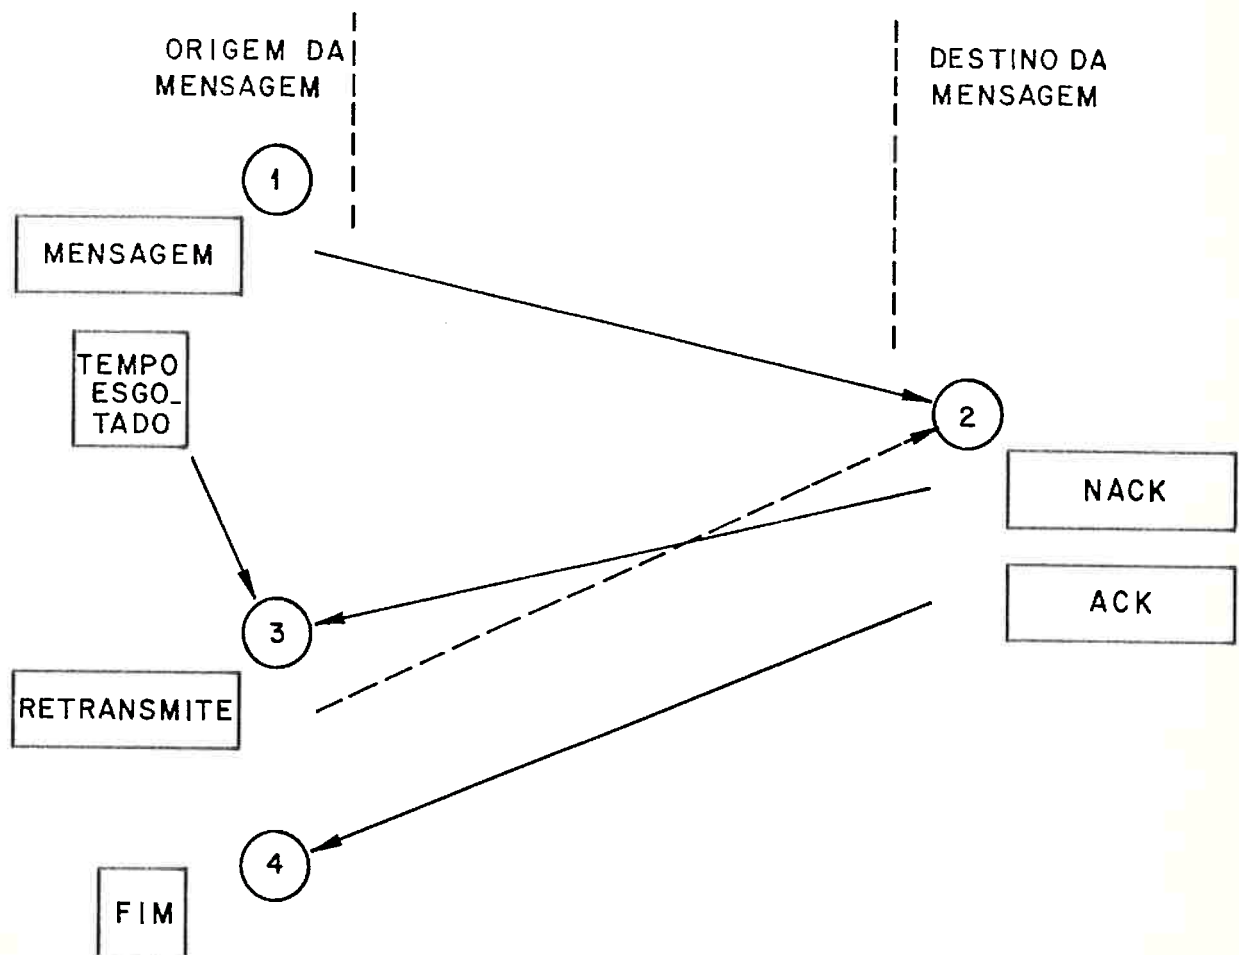 ORIGEM DA
MENSAGEM
DESTINO DA
MENSAGEM
1
MENSAGEM
TEMPO
ESGO_
TADO
2
NACK
ACK
3
RETRANSMITE
4
FIM